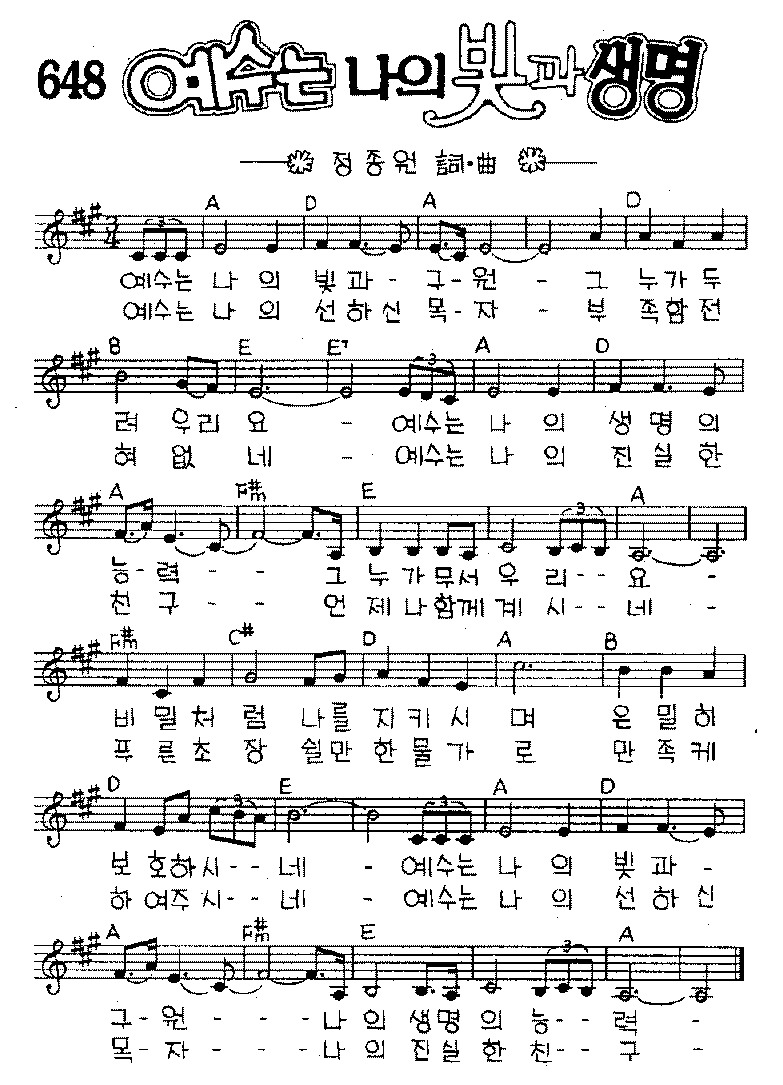 648 예수는 나의 빛과 생명
정종원 詞·曲
A D A D
3 3/4
예수는 나 의 빛 과 - 구 - 원 - 그 누 가 두
예수는 나 의 선 하 신 목 - 자 - 부 족 함 전
B E E7 3 A D
려 우 리 요 - 예수는 나 의 생 명 의
혀 없 네 - 예수는 나 의 진 실 한
A F#m E 3 A
능 - 력 - - 그 누 가 무 서 우 리 - - 요 -
친 구 - - 언 제 나 함 께 계 시 - - 네 -
F#m C# D A B
비 밀 처 럼 나 를 지 키 시 며 은 밀 히
푸 른 초 장 쉴 만 한 물 가 로 만 족 케
D 3 E 3 A D
보 호 하 시 - - 네 - 예수는 나 의 빛 과 -
하 여 주 시 - - 네 - 예수는 나 의 선 하 신
A F#m E 3 A
구 - 원 - - - 나 의 생 명 의 능 - - 력 -
목 - 자 - - - 나 의 진 실 한 친 - - 구 -